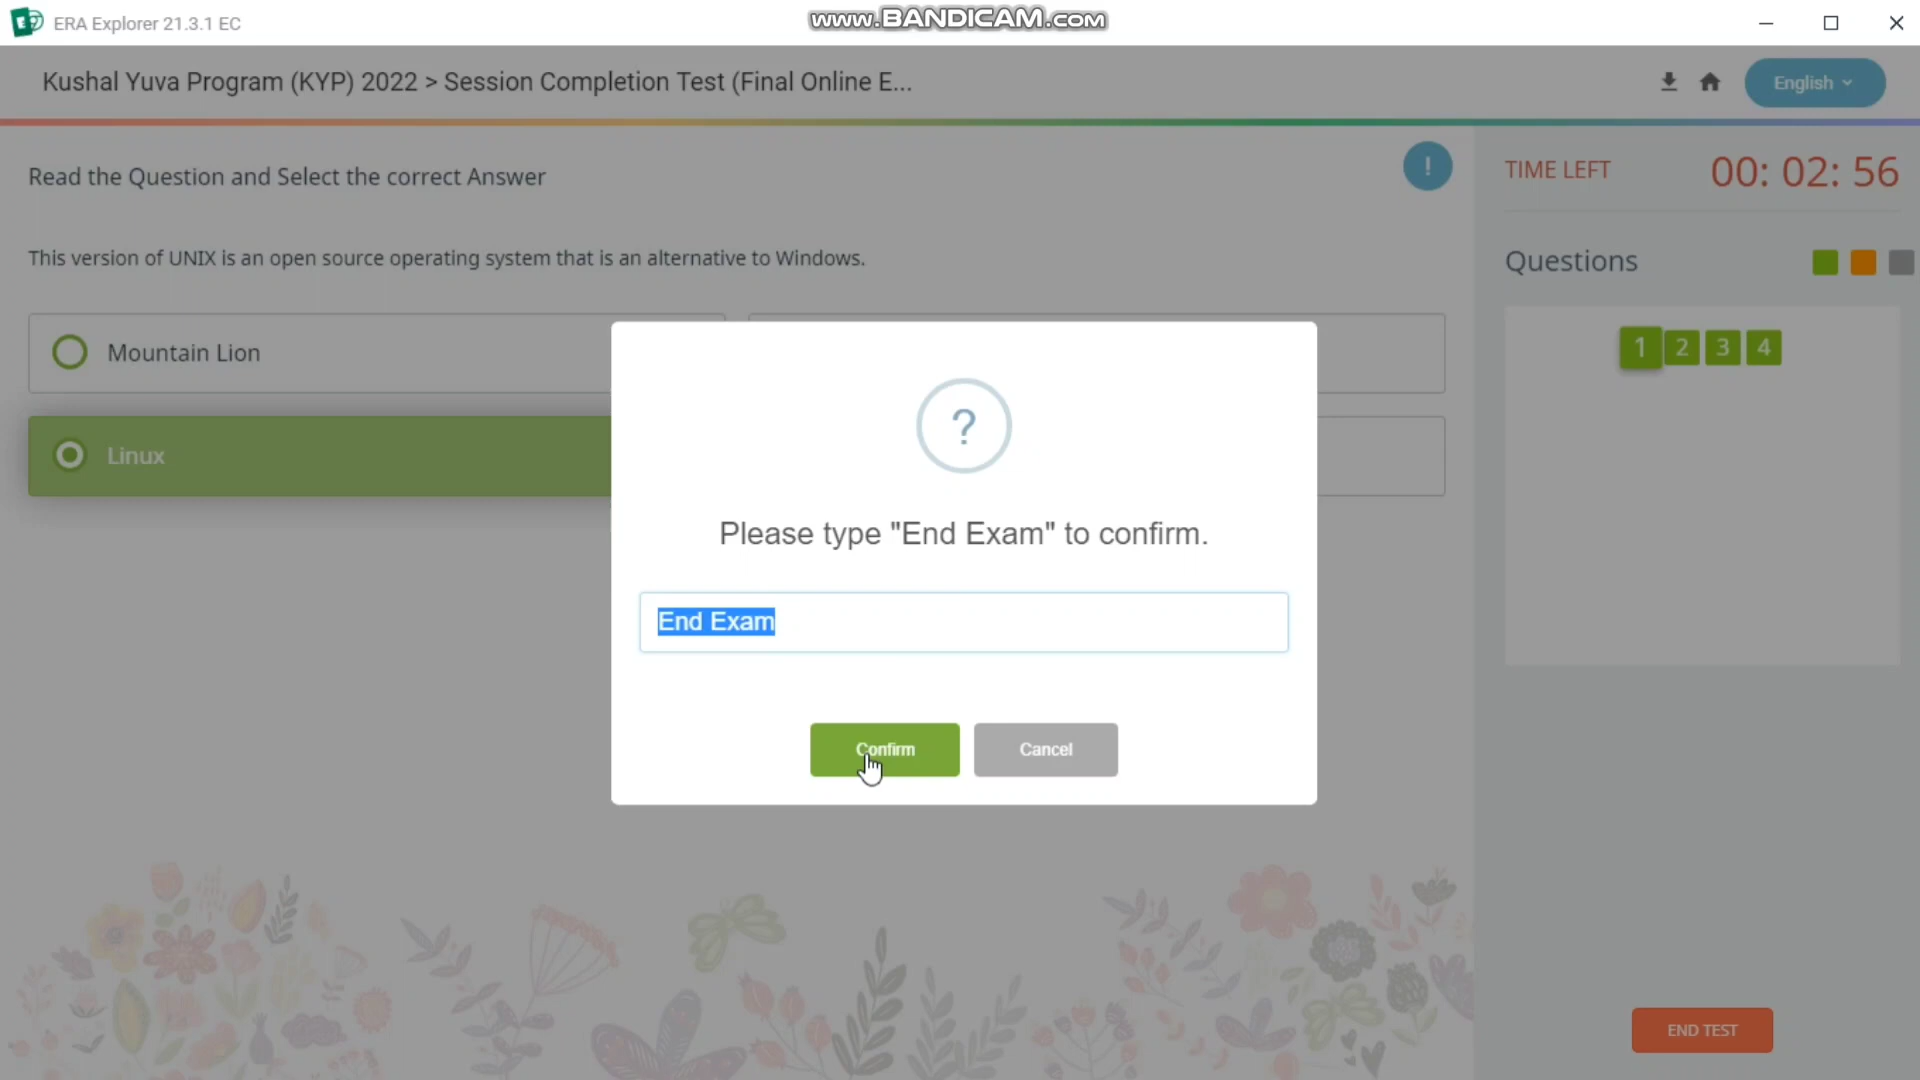 ERA Explorer 21.3.1 EC
www.BANDICAM.com
Kushal Yuva Program (KYP) 2022 > Session Completion Test (Final Online E...
English
Read the Question and Select the correct Answer
!
TIME LEFT 00: 02: 56
This version of UNIX is an open source operating system that is an alternative to Windows.
Questions
1 2 3 4
Mountain Lion
Linux
?
Please type "End Exam" to confirm.
End Exam
Confirm
Cancel
END TEST